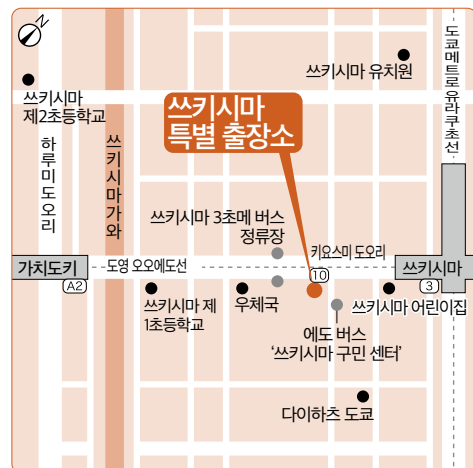 N
쓰키시마 유치원
도쿄메트로유라쿠초선
쓰키시마
제2초등학교
쓰키시마
특별 출장소
하루미도오리
쓰키시마가와
쓰키시마 3초메 버스
정류장
키요스미 도오리
가치도키
도영 오오에도선
쓰키시마
A2
10
3
쓰키시마 제
1초등학교
우체국
쓰키시마 어린이집
에도 버스
‘쓰키시마 구민 센터’
다이하츠 도쿄